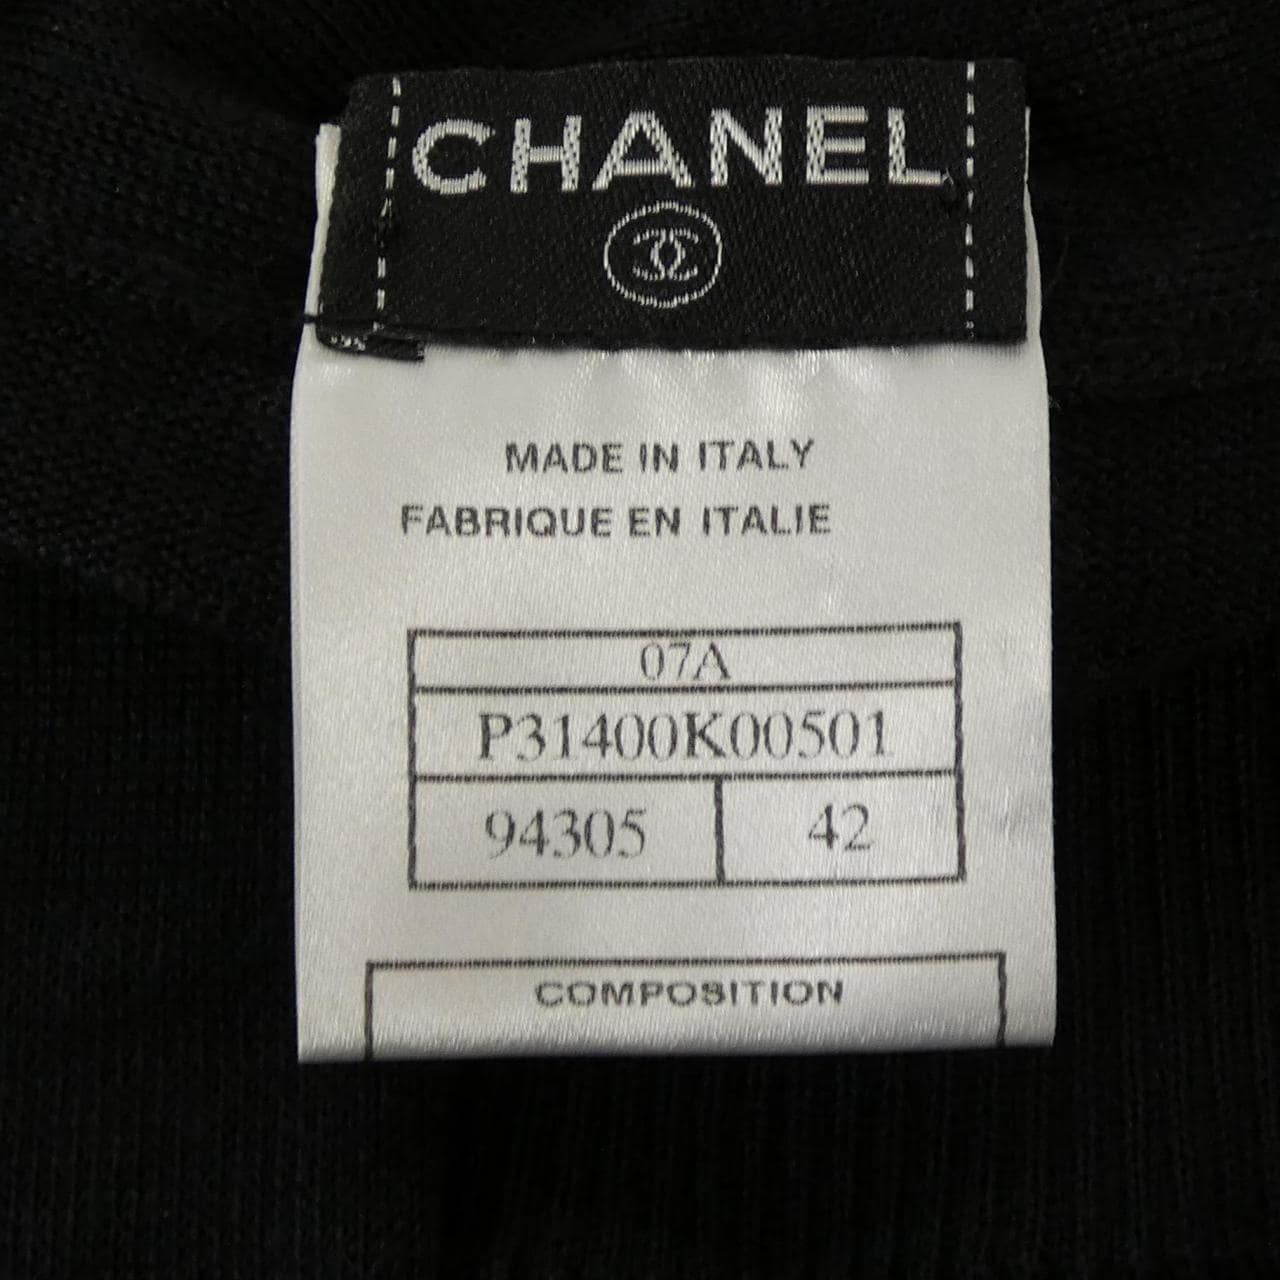 CHANEL
MADE IN ITALY
FABRIQUE EN ITALIE
07A
P31400K00501
94305 42
COMPOSITION